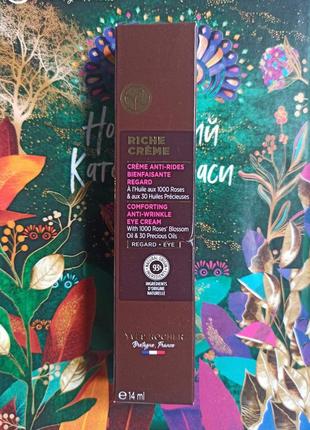 RICHE
CRÈME
CRÈME ANTI-RIDES
BIENFAISANTE
REGARD
À l'Huile aux 1000 Roses
& aux 30 Huiles Précieuses
COMFORTING
ANTI-WRINKLE
EYE CREAM
With 1000 Roses' Blossom
Oil & 30 Precious Oils
REGARD • EYE
93%
INGRÉDIENTS
D'ORIGINE
NATURELLE
YVES ROCHER
Bretagne, France
℮ 14 ml